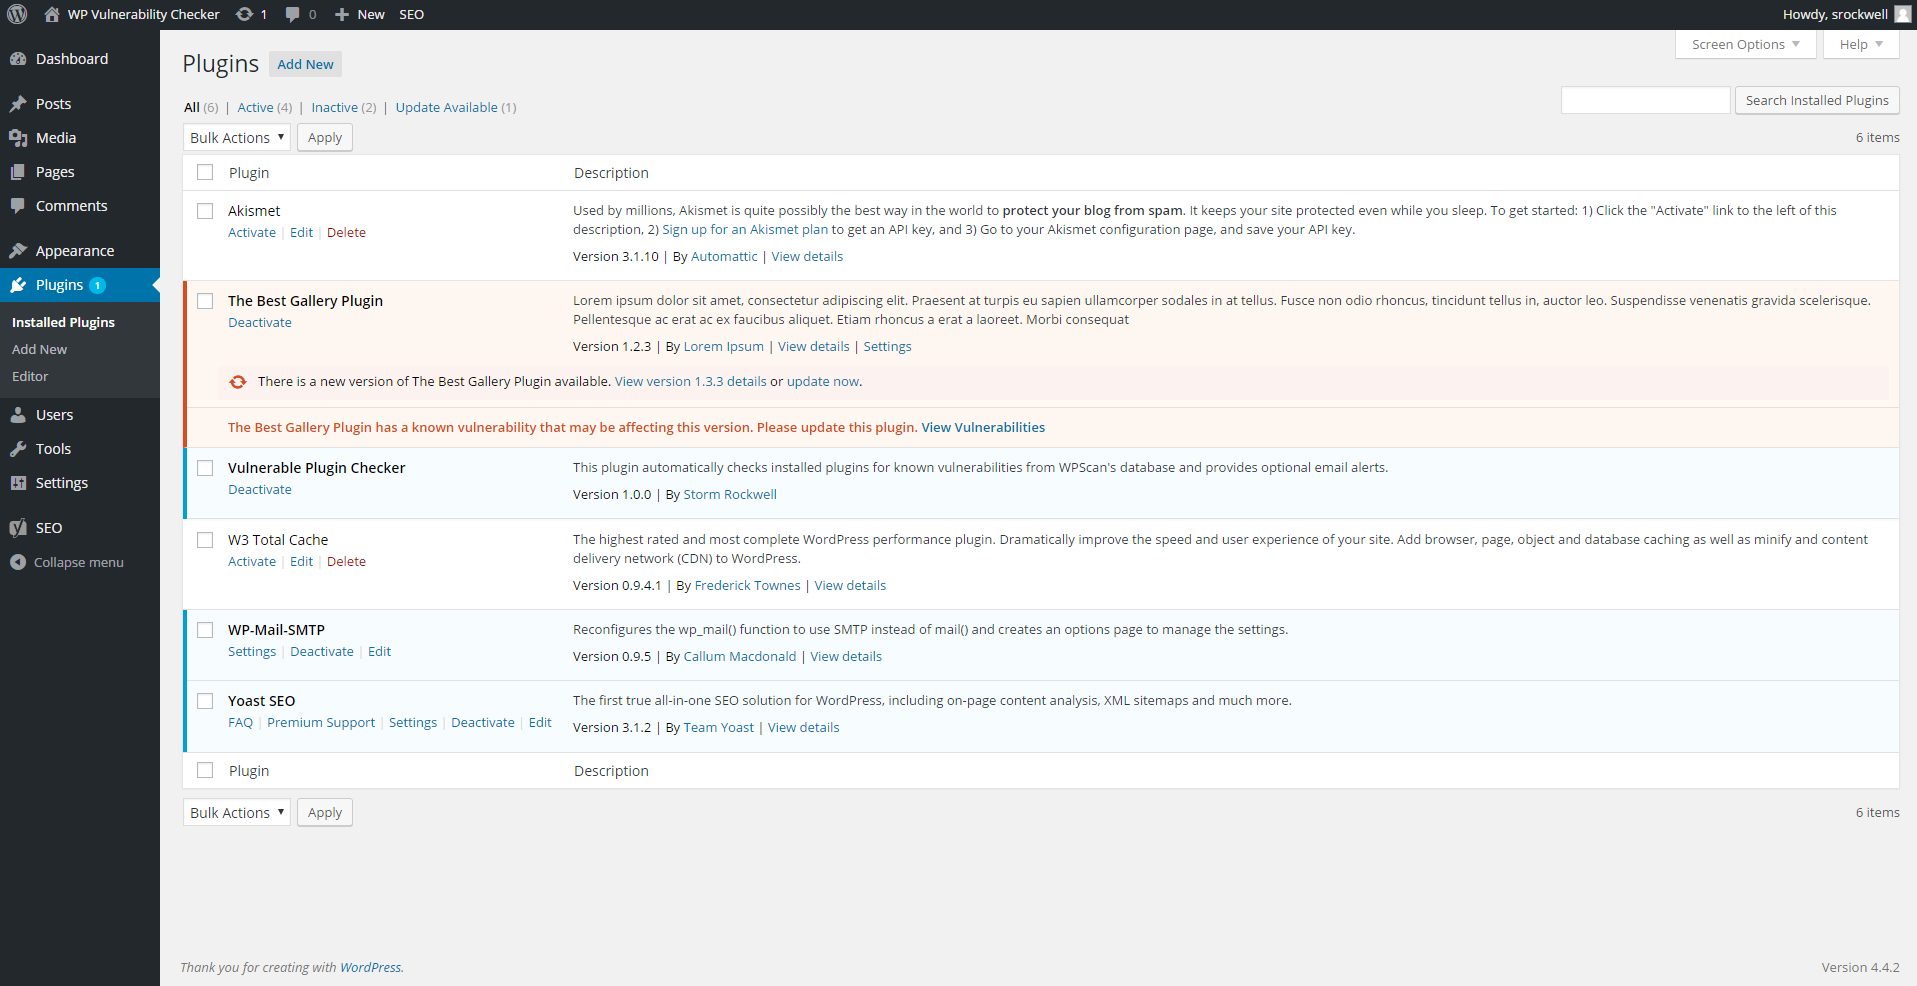 WP Vulnerability Checker 1 0 New SEO Howdy, srockwell
Screen Options Help
Dashboard
Posts
Media
Pages
Comments
Appearance
Plugins 1
Installed Plugins
Add New
Editor
Users
Tools
Settings
SEO
Collapse menu
Plugins Add New
All (6) | Active (4) | Inactive (2) | Update Available (1)
Search Installed Plugins
Bulk Actions Apply
6 items
Plugin Description
Akismet
Activate | Edit | Delete
Used by millions, Akismet is quite possibly the best way in the world to protect your blog from spam. It keeps your site protected even while you sleep. To get started: 1) Click the "Activate" link to the left of this
description, 2) Sign up for an Akismet plan to get an API key, and 3) Go to your Akismet configuration page, and save your API key.
Version 3.1.10 | By Automattic | View details
The Best Gallery Plugin
Deactivate
Lorem ipsum dolor sit amet, consectetur adipiscing elit. Praesent at turpis eu sapien ullamcorper sodales in at tellus. Fusce non odio rhoncus, tincidunt tellus in, auctor leo. Suspendisse venenatis gravida scelerisque.
Pellentesque ac erat ac ex faucibus aliquet. Etiam rhoncus a erat a laoreet. Morbi consequat
Version 1.2.3 | By Lorem Ipsum | View details | Settings
There is a new version of The Best Gallery Plugin available. View version 1.3.3 details or update now.
The Best Gallery Plugin has a known vulnerability that may be affecting this version. Please update this plugin. View Vulnerabilities
Vulnerable Plugin Checker
Deactivate
This plugin automatically checks installed plugins for known vulnerabilities from WPScan's database and provides optional email alerts.
Version 1.0.0 | By Storm Rockwell
W3 Total Cache
Activate | Edit | Delete
The highest rated and most complete WordPress performance plugin. Dramatically improve the speed and user experience of your site. Add browser, page, object and database caching as well as minify and content
delivery network (CDN) to WordPress.
Version 0.9.4.1 | By Frederick Townes | View details
WP-Mail-SMTP
Settings | Deactivate | Edit
Reconfigures the wp_mail() function to use SMTP instead of mail() and creates an options page to manage the settings.
Version 0.9.5 | By Callum Macdonald | View details
Yoast SEO
FAQ | Premium Support | Settings | Deactivate | Edit
The first true all-in-one SEO solution for WordPress, including on-page content analysis, XML sitemaps and much more.
Version 3.1.2 | By Team Yoast | View details
Plugin Description
Bulk Actions Apply
6 items
Thank you for creating with WordPress.
Version 4.4.2